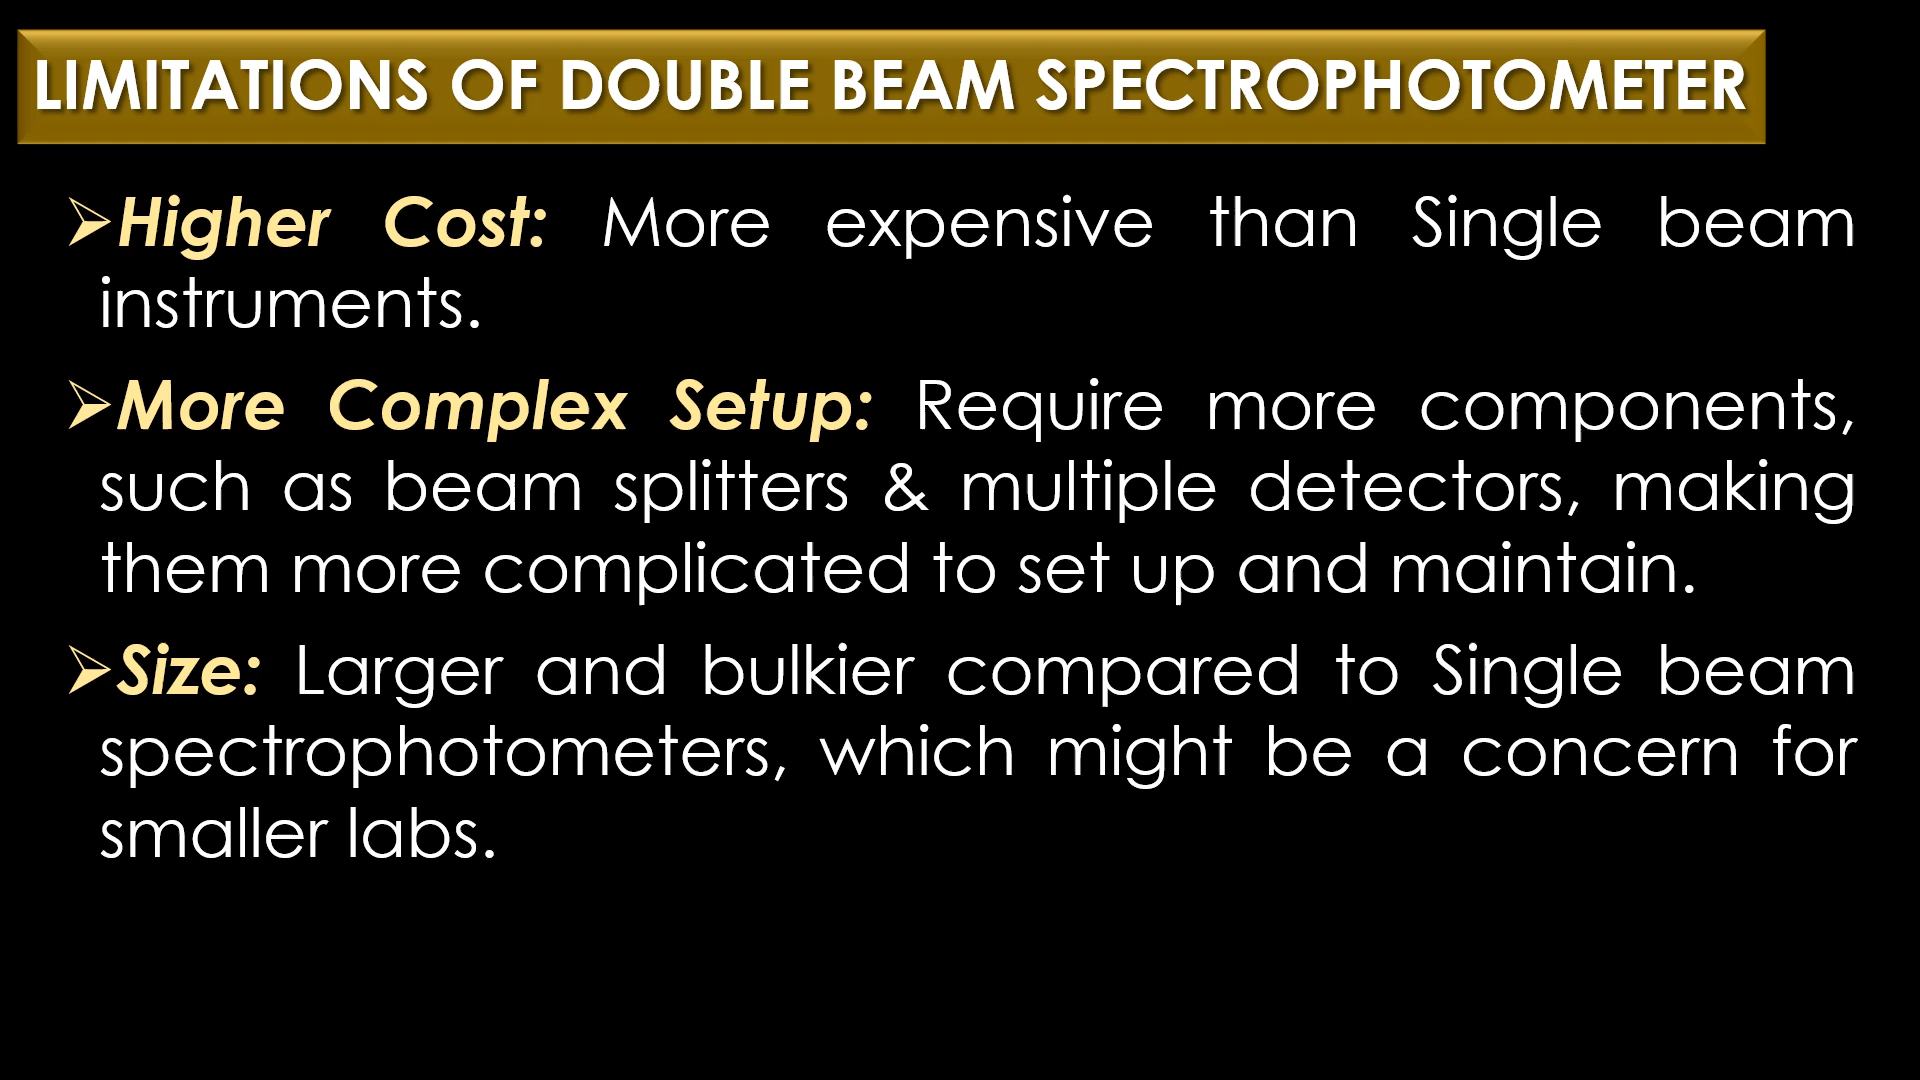 LIMITATIONS OF DOUBLE BEAM SPECTROPHOTOMETER
➢Higher Cost: More expensive than Single beam
instruments.
➢More Complex Setup: Require more components,
such as beam splitters & multiple detectors, making
them more complicated to set up and maintain.
➢Size: Larger and bulkier compared to Single beam
spectrophotometers, which might be a concern for
smaller labs.